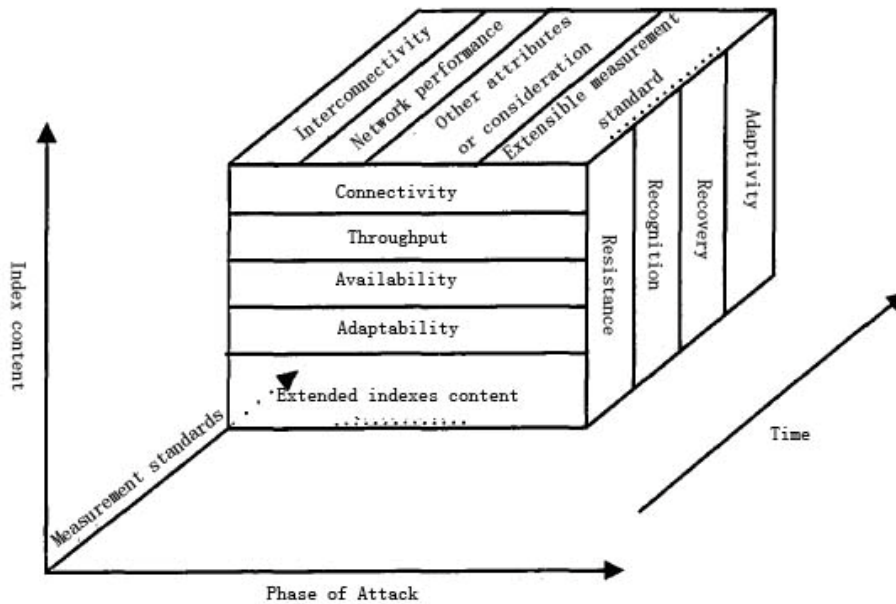 Interconnectivity
Network performance
Other attributes
or consideration
Extensible measurement
standard
Connectivity
Throughput
Availability
Adaptability
Extended indexes content
Resistance
Recognition
Recovery
Adaptivity
Index content
Measurement standards
Time
Phase of Attack